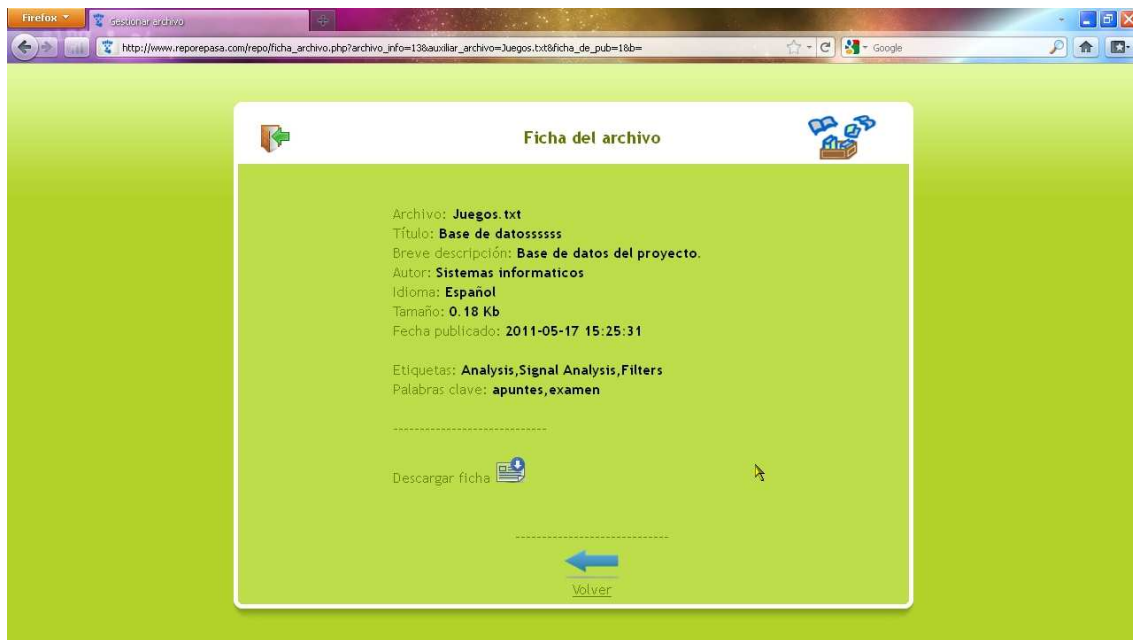 Firefox
Gestionar archivo
http://www.reporepasa.com/repo/ficha_archivo.php?archivo_info=13&auxiliar_archivo=Juegos.txt&ficha_de_pub=1&b=
Google
Ficha del archivo
Archivo: Juegos.txt
Título: Base de datossssss
Breve descripción: Base de datos del proyecto.
Autor: Sistemas informaticos
Idioma: Español
Tamaño: 0.18 Kb
Fecha publicado: 2011-05-17 15:25:31
Etiquetas: Analysis,Signal Analysis,Filters
Palabras clave: apuntes,examen
-----------------------------
Descargar ficha
-----------------------------
Volver